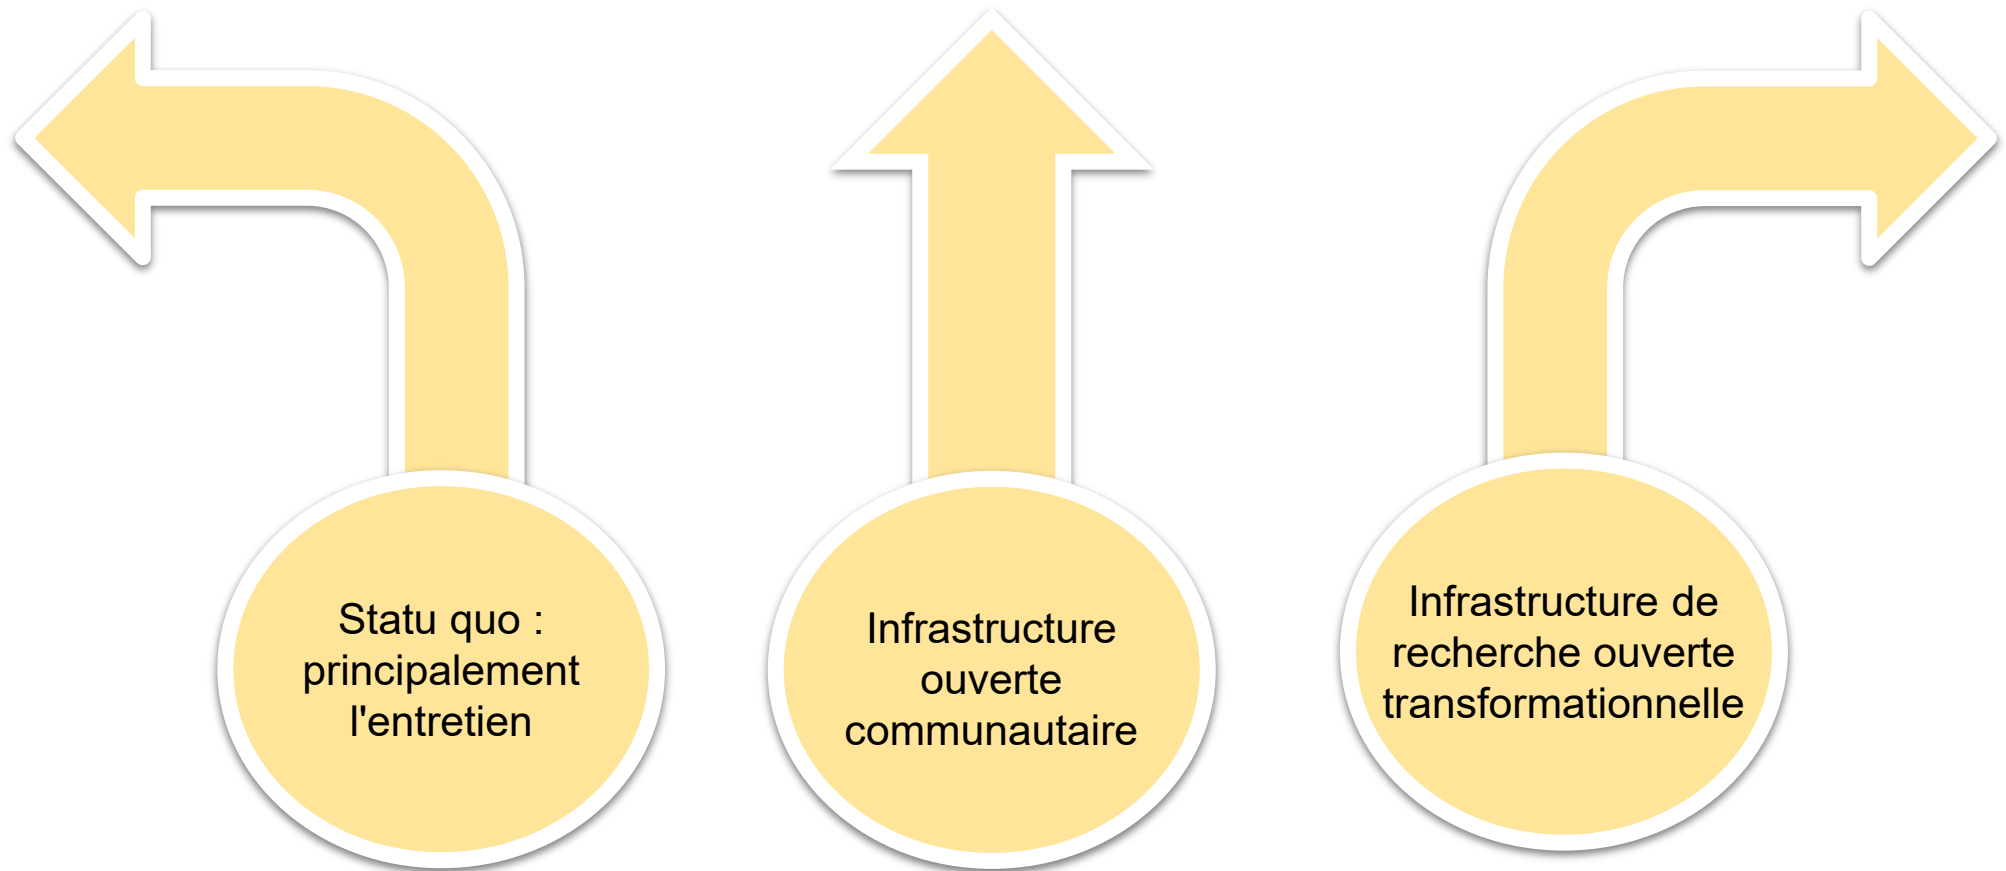 Statu quo :
principalement
l'entretien
Infrastructure
ouverte
communautaire
Infrastructure de
recherche ouverte
transformationnelle